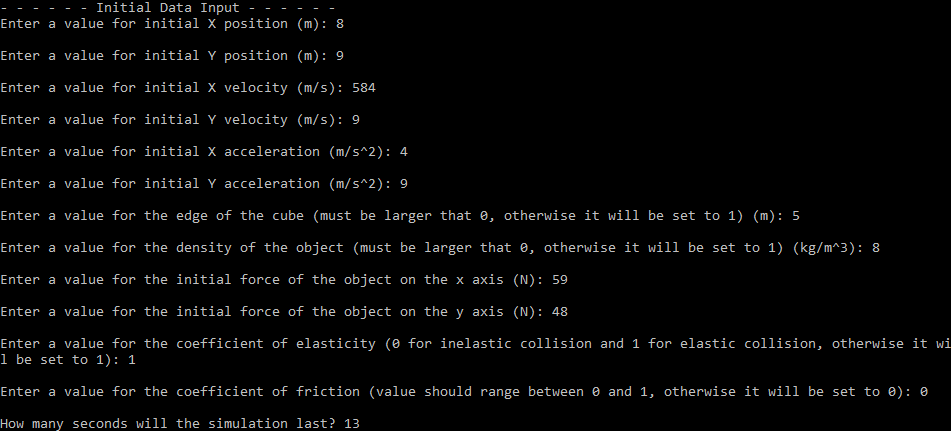 - - - - - - Initial Data Input - - - - - -
Enter a value for initial X position (m): 8
Enter a value for initial Y position (m): 9
Enter a value for initial X velocity (m/s): 584
Enter a value for initial Y velocity (m/s): 9
Enter a value for initial X acceleration (m/s^2): 4
Enter a value for initial Y acceleration (m/s^2): 9
Enter a value for the edge of the cube (must be larger that 0, otherwise it will be set to 1) (m): 5
Enter a value for the density of the object (must be larger that 0, otherwise it will be set to 1) (kg/m^3): 8
Enter a value for the initial force of the object on the x axis (N): 59
Enter a value for the initial force of the object on the y axis (N): 48
Enter a value for the coefficient of elasticity (0 for inelastic collision and 1 for elastic collision, otherwise it wi
l be set to 1): 1
Enter a value for the coefficient of friction (value should range between 0 and 1, otherwise it will be set to 0): 0
How many seconds will the simulation last? 13